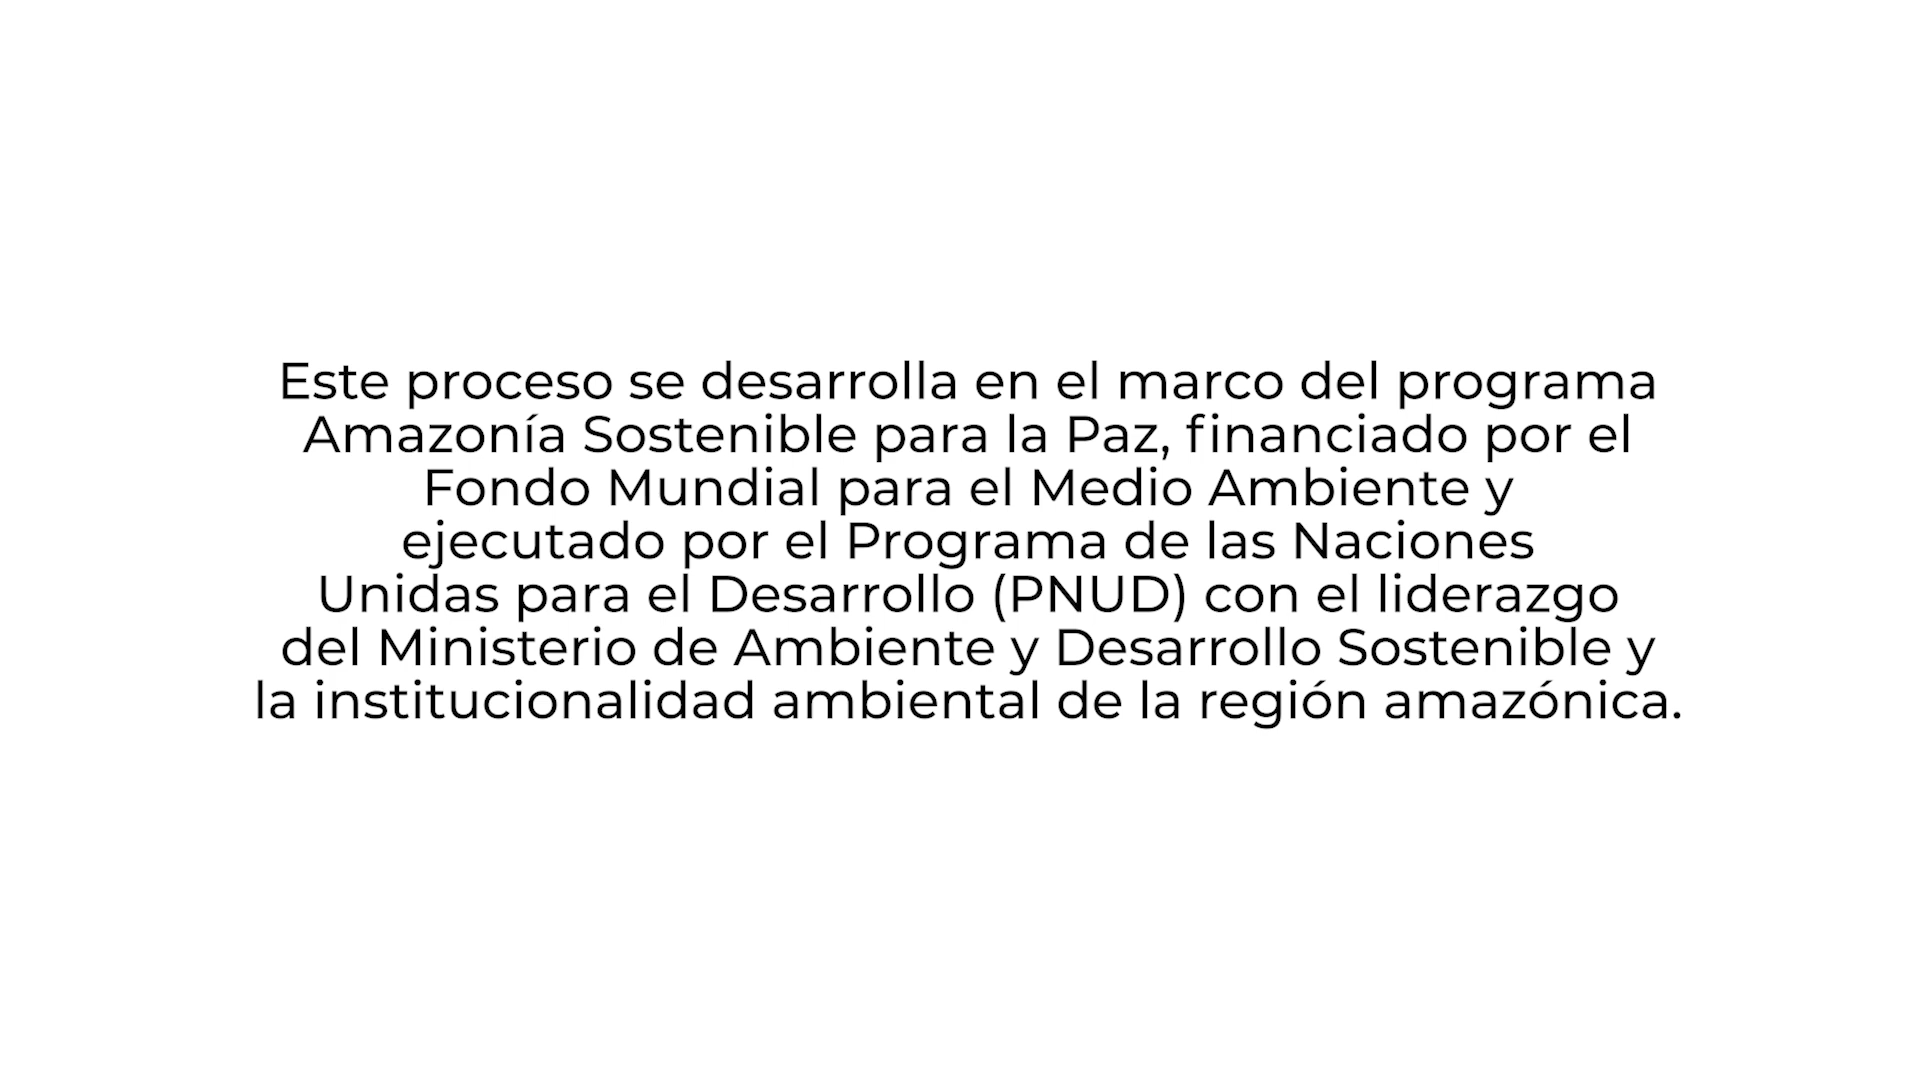 Este proceso se desarrolla en el marco del programa
Amazonía Sostenible para la Paz, financiado por el
Fondo Mundial para el Medio Ambiente y
ejecutado por el Programa de las Naciones
Unidas para el Desarrollo (PNUD) con el liderazgo
del Ministerio de Ambiente y Desarrollo Sostenible y
la institucionalidad ambiental de la región amazónica.